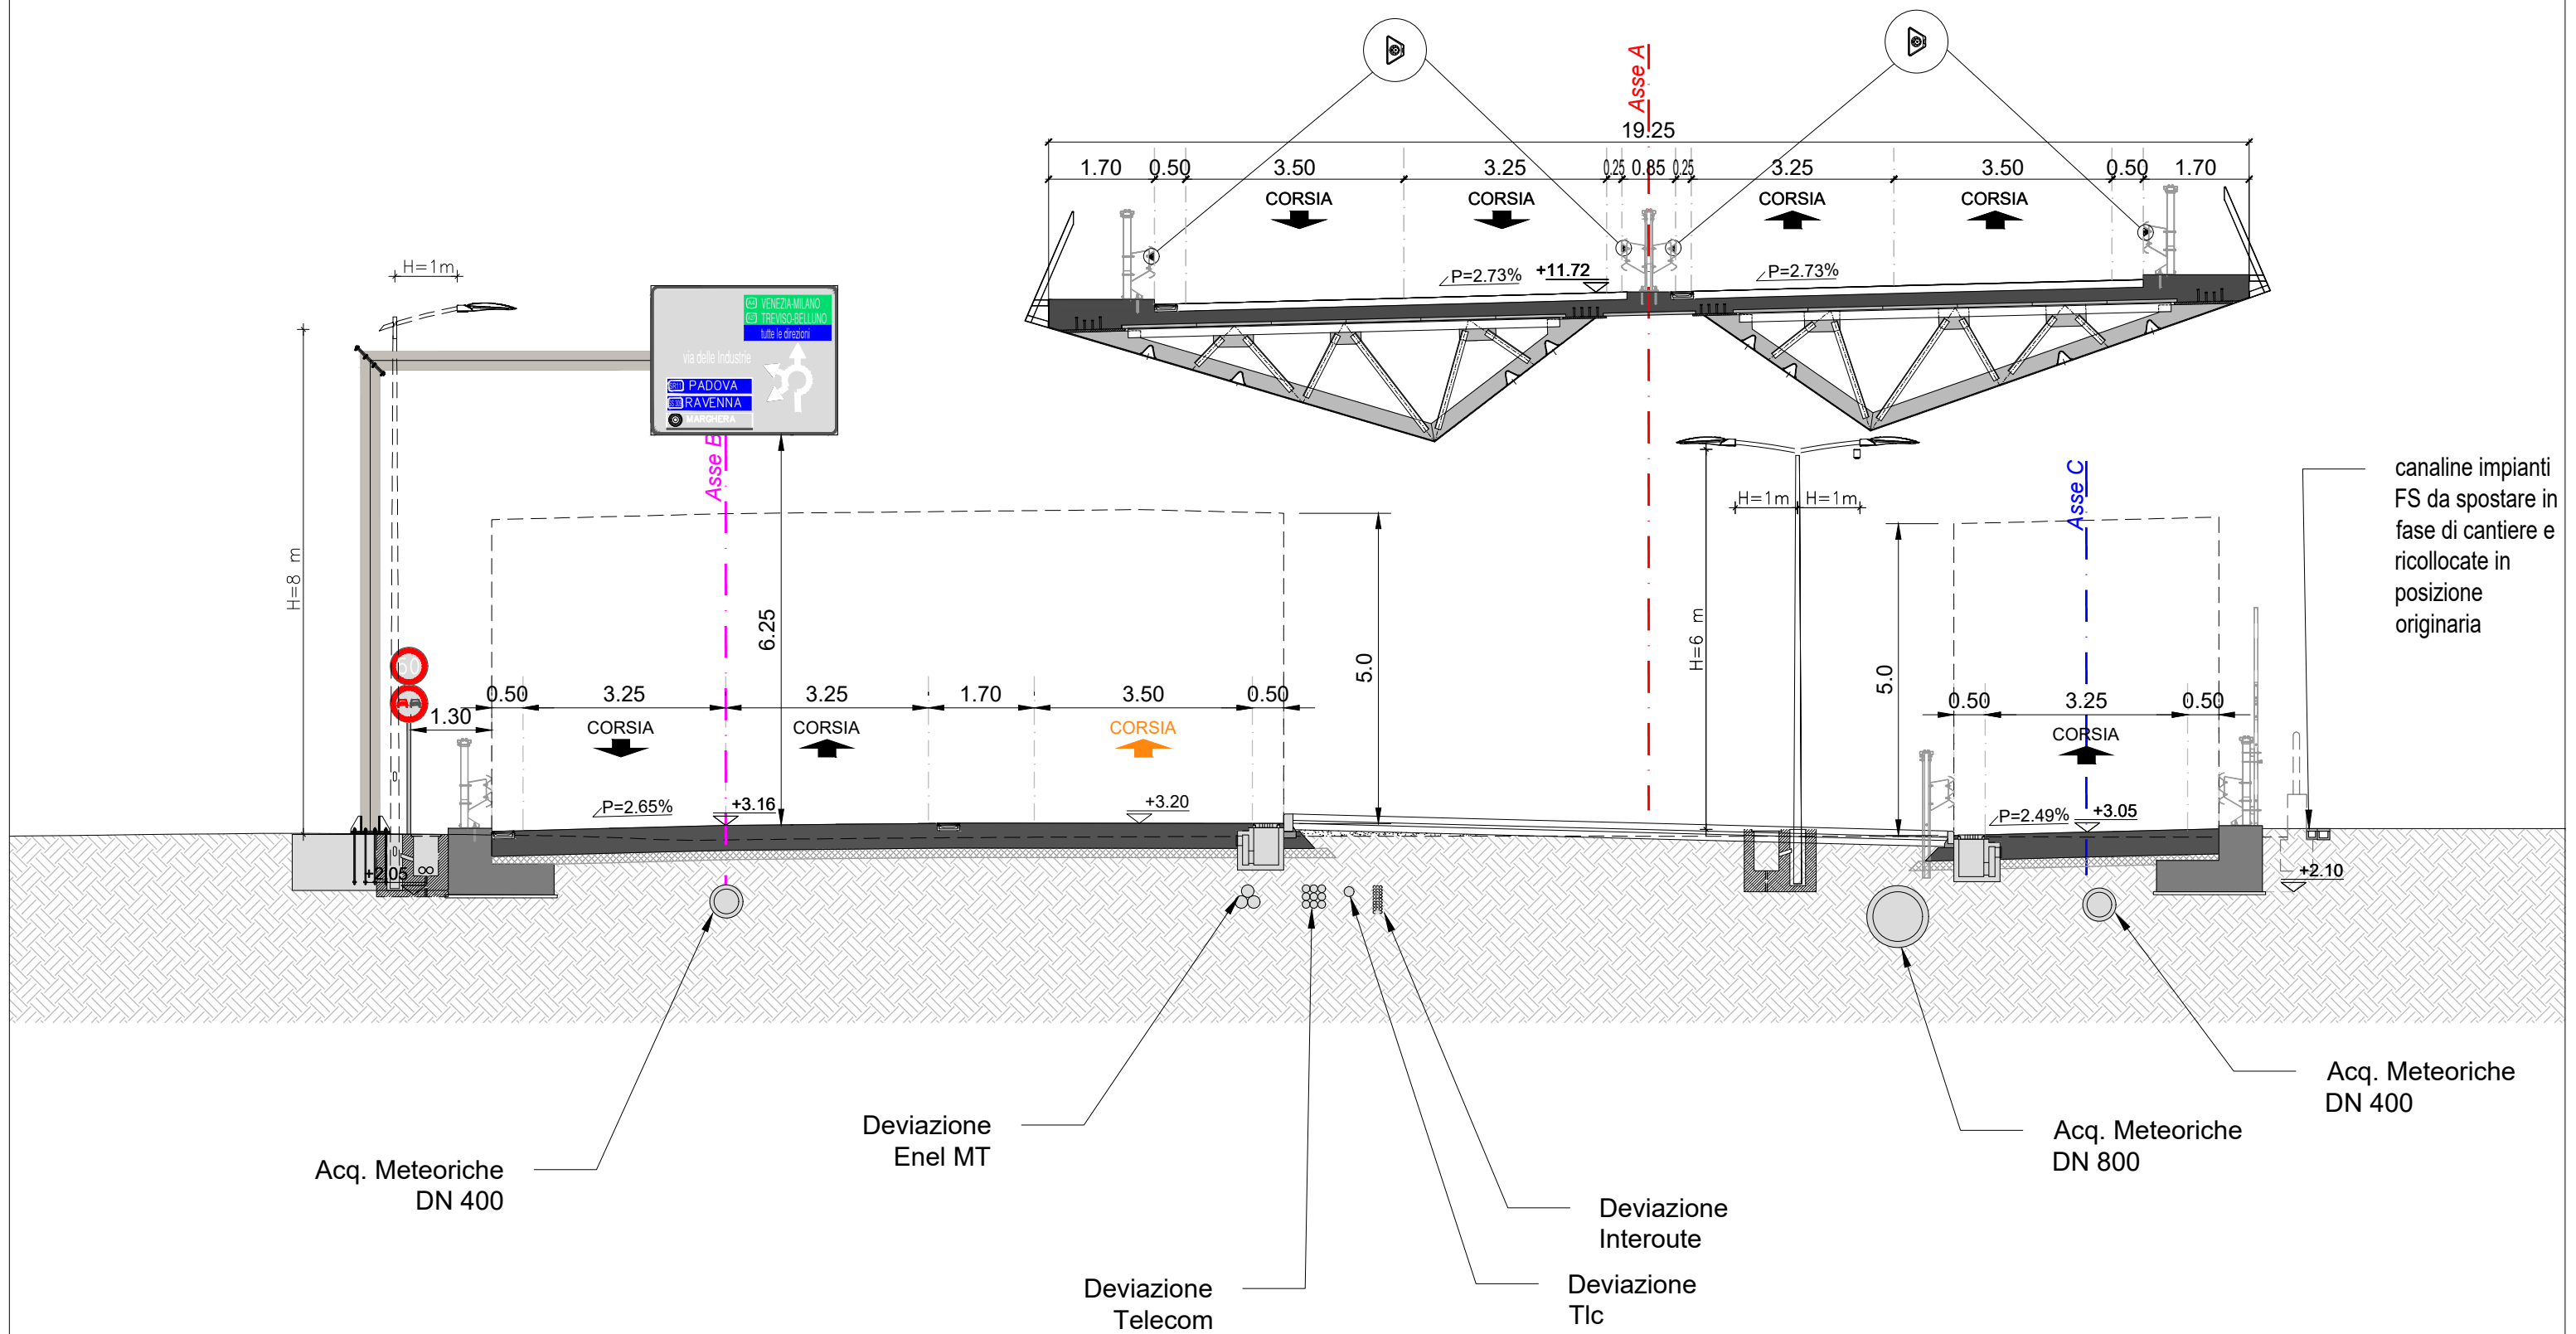 Asse A
19.25
1.70 0.50 3.50 3.25 0.25 0.85 0.25 3.25 3.50 0.50 1.70
CORSIA CORSIA CORSIA CORSIA
P=2.73% +11.72 P=2.73%
H=1m
A4 VENEZIA-MILANO
TREVISO-BELLUNO
tutte le direzioni
via delle Industrie
SR11 PADOVA
RAVENNA
MARGHERA
Asse B
H=8 m
6.25
5.0
H=1m H=1m
H=6 m
Asse C
5.0
canaline impianti
FS da spostare in
fase di cantiere e
ricollocate in
posizione
originaria
50
1.30
0.50 3.25 3.25 1.70 3.50 0.50
CORSIA CORSIA CORSIA
0.50 3.25 0.50
CORSIA
P=2.65% +3.16 +3.20
P=2.49% +3.05
+2.05
+2.10
Acq. Meteoriche
DN 400
Deviazione
Enel MT
Deviazione
Telecom
Deviazione
Interoute
Deviazione
Tlc
Acq. Meteoriche
DN 800
Acq. Meteoriche
DN 400